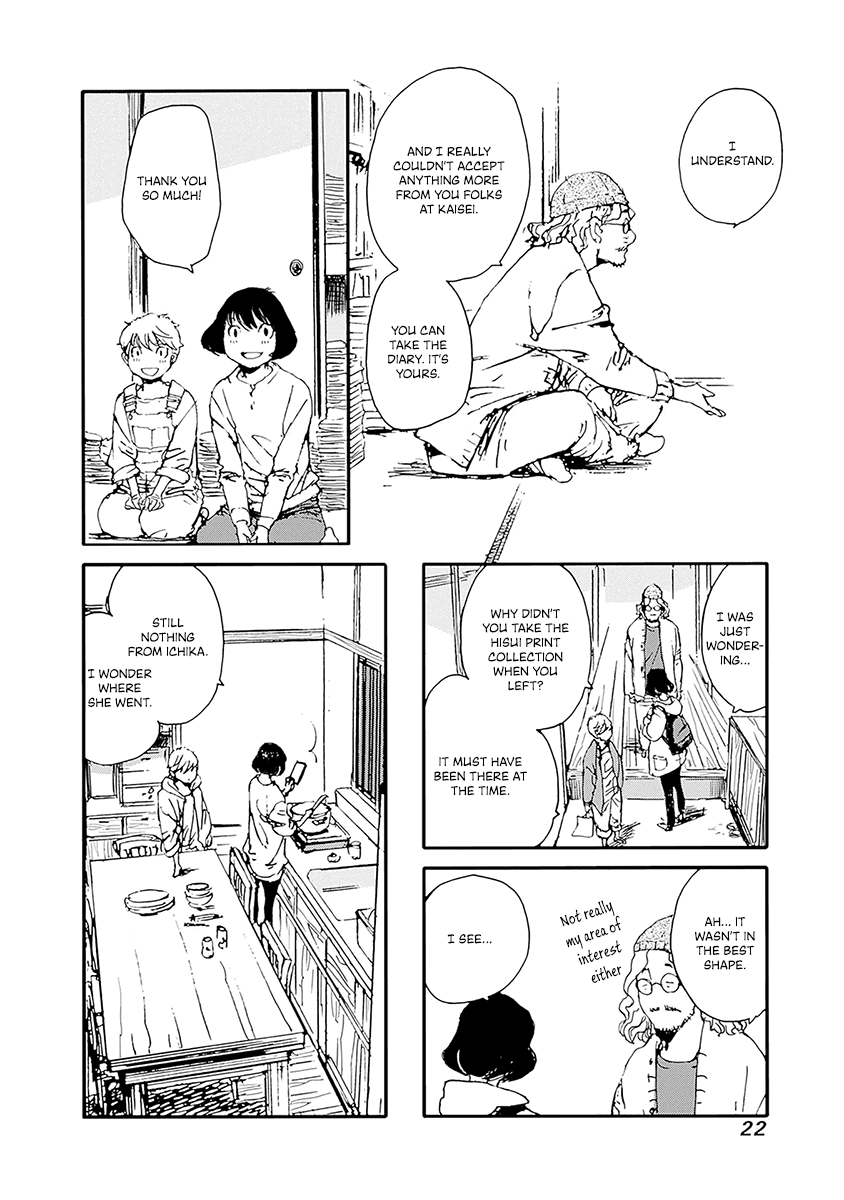 I
UNDERSTAND.
AND I REALLY
COULDN'T ACCEPT
ANYTHING MORE
FROM YOU FOLKS
AT KAISEI.
YOU CAN
TAKE THE
DIARY. IT'S
YOURS.
THANK YOU
SO MUCH!
I WAS
JUST
WONDER-
ING...
WHY DIDN'T
YOU TAKE THE
HISUI PRINT
COLLECTION
WHEN YOU
LEFT?
IT MUST HAVE
BEEN THERE AT
THE TIME.
AH... IT
WASN'T IN
THE BEST
SHAPE.
Not really
my area of
interest
either
I SEE...
STILL
NOTHING
FROM ICHIKA.
I WONDER
WHERE
SHE WENT.
22